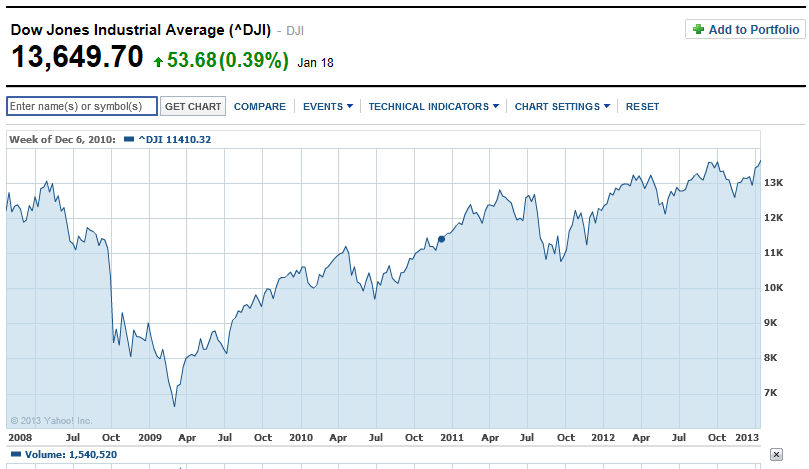 Dow Jones Industrial Average (^DJI) - DJI
Add to Portfolio
13,649.70 53.68(0.39%) Jan 18
Enter name(s) or symbol(s) GET CHART COMPARE EVENTS TECHNICAL INDICATORS CHART SETTINGS RESET
Week of Dec 6, 2010: ^DJI 11410.32
13K
12K
11K
10K
9K
8K
7K
© 2013 Yahoo! Inc.
2008 Jul Oct 2009 Apr Jul Oct 2010 Apr Jul Oct 2011 Apr Jul Oct 2012 Apr Jul Oct 2013
Volume: 1,540,520